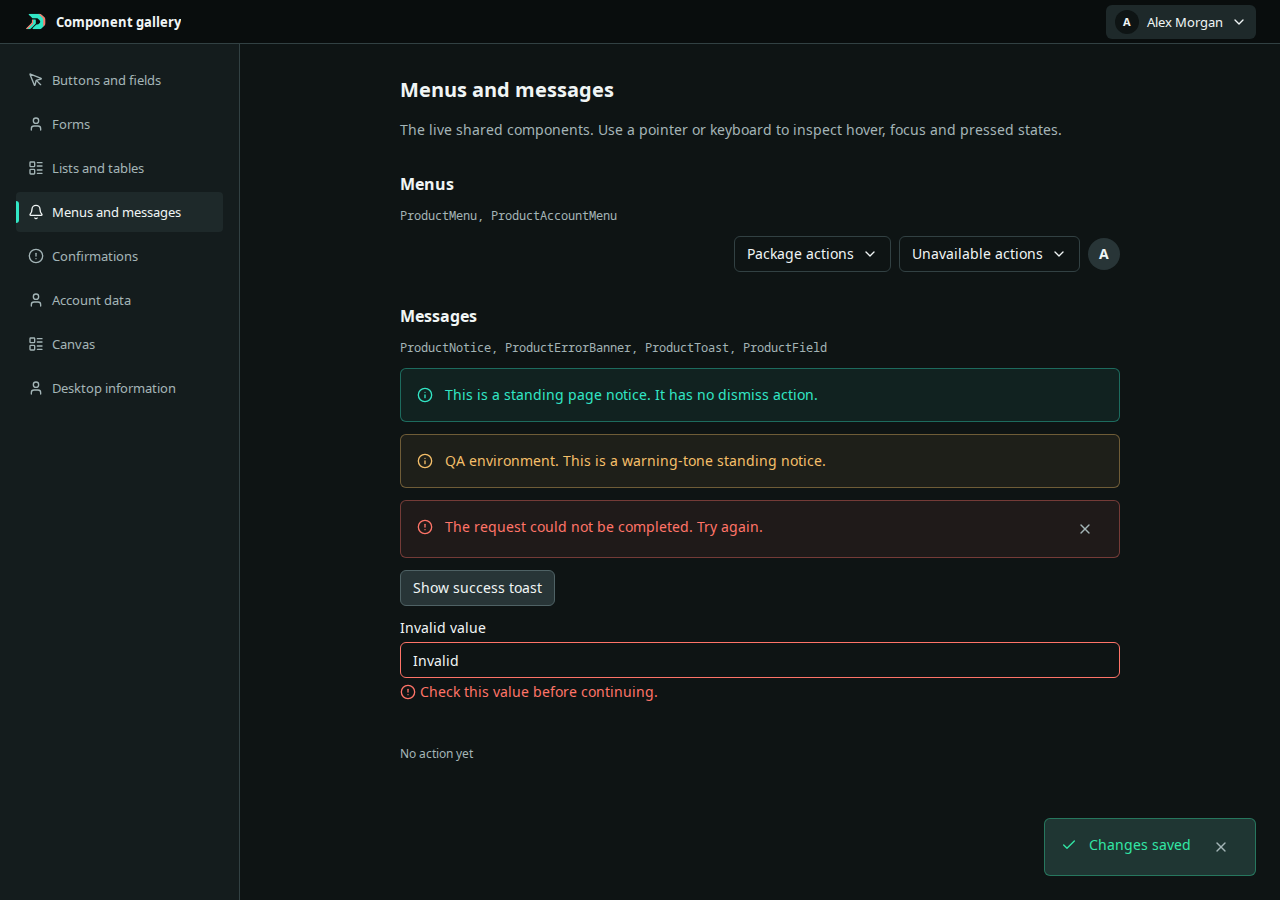 Component gallery
A
Alex Morgan
Buttons and fields
Forms
Lists and tables
Menus and messages
Confirmations
Account data
Canvas
Desktop information
Menus and messages
The live shared components. Use a pointer or keyboard to inspect hover, focus and pressed states.
Menus
ProductMenu, ProductAccountMenu
Package actions
Unavailable actions
A
Messages
ProductNotice, ProductErrorBanner, ProductToast, ProductField
This is a standing page notice. It has no dismiss action.
QA environment. This is a warning-tone standing notice.
The request could not be completed. Try again.
Show success toast
Invalid value
Invalid
Check this value before continuing.
No action yet
Changes saved